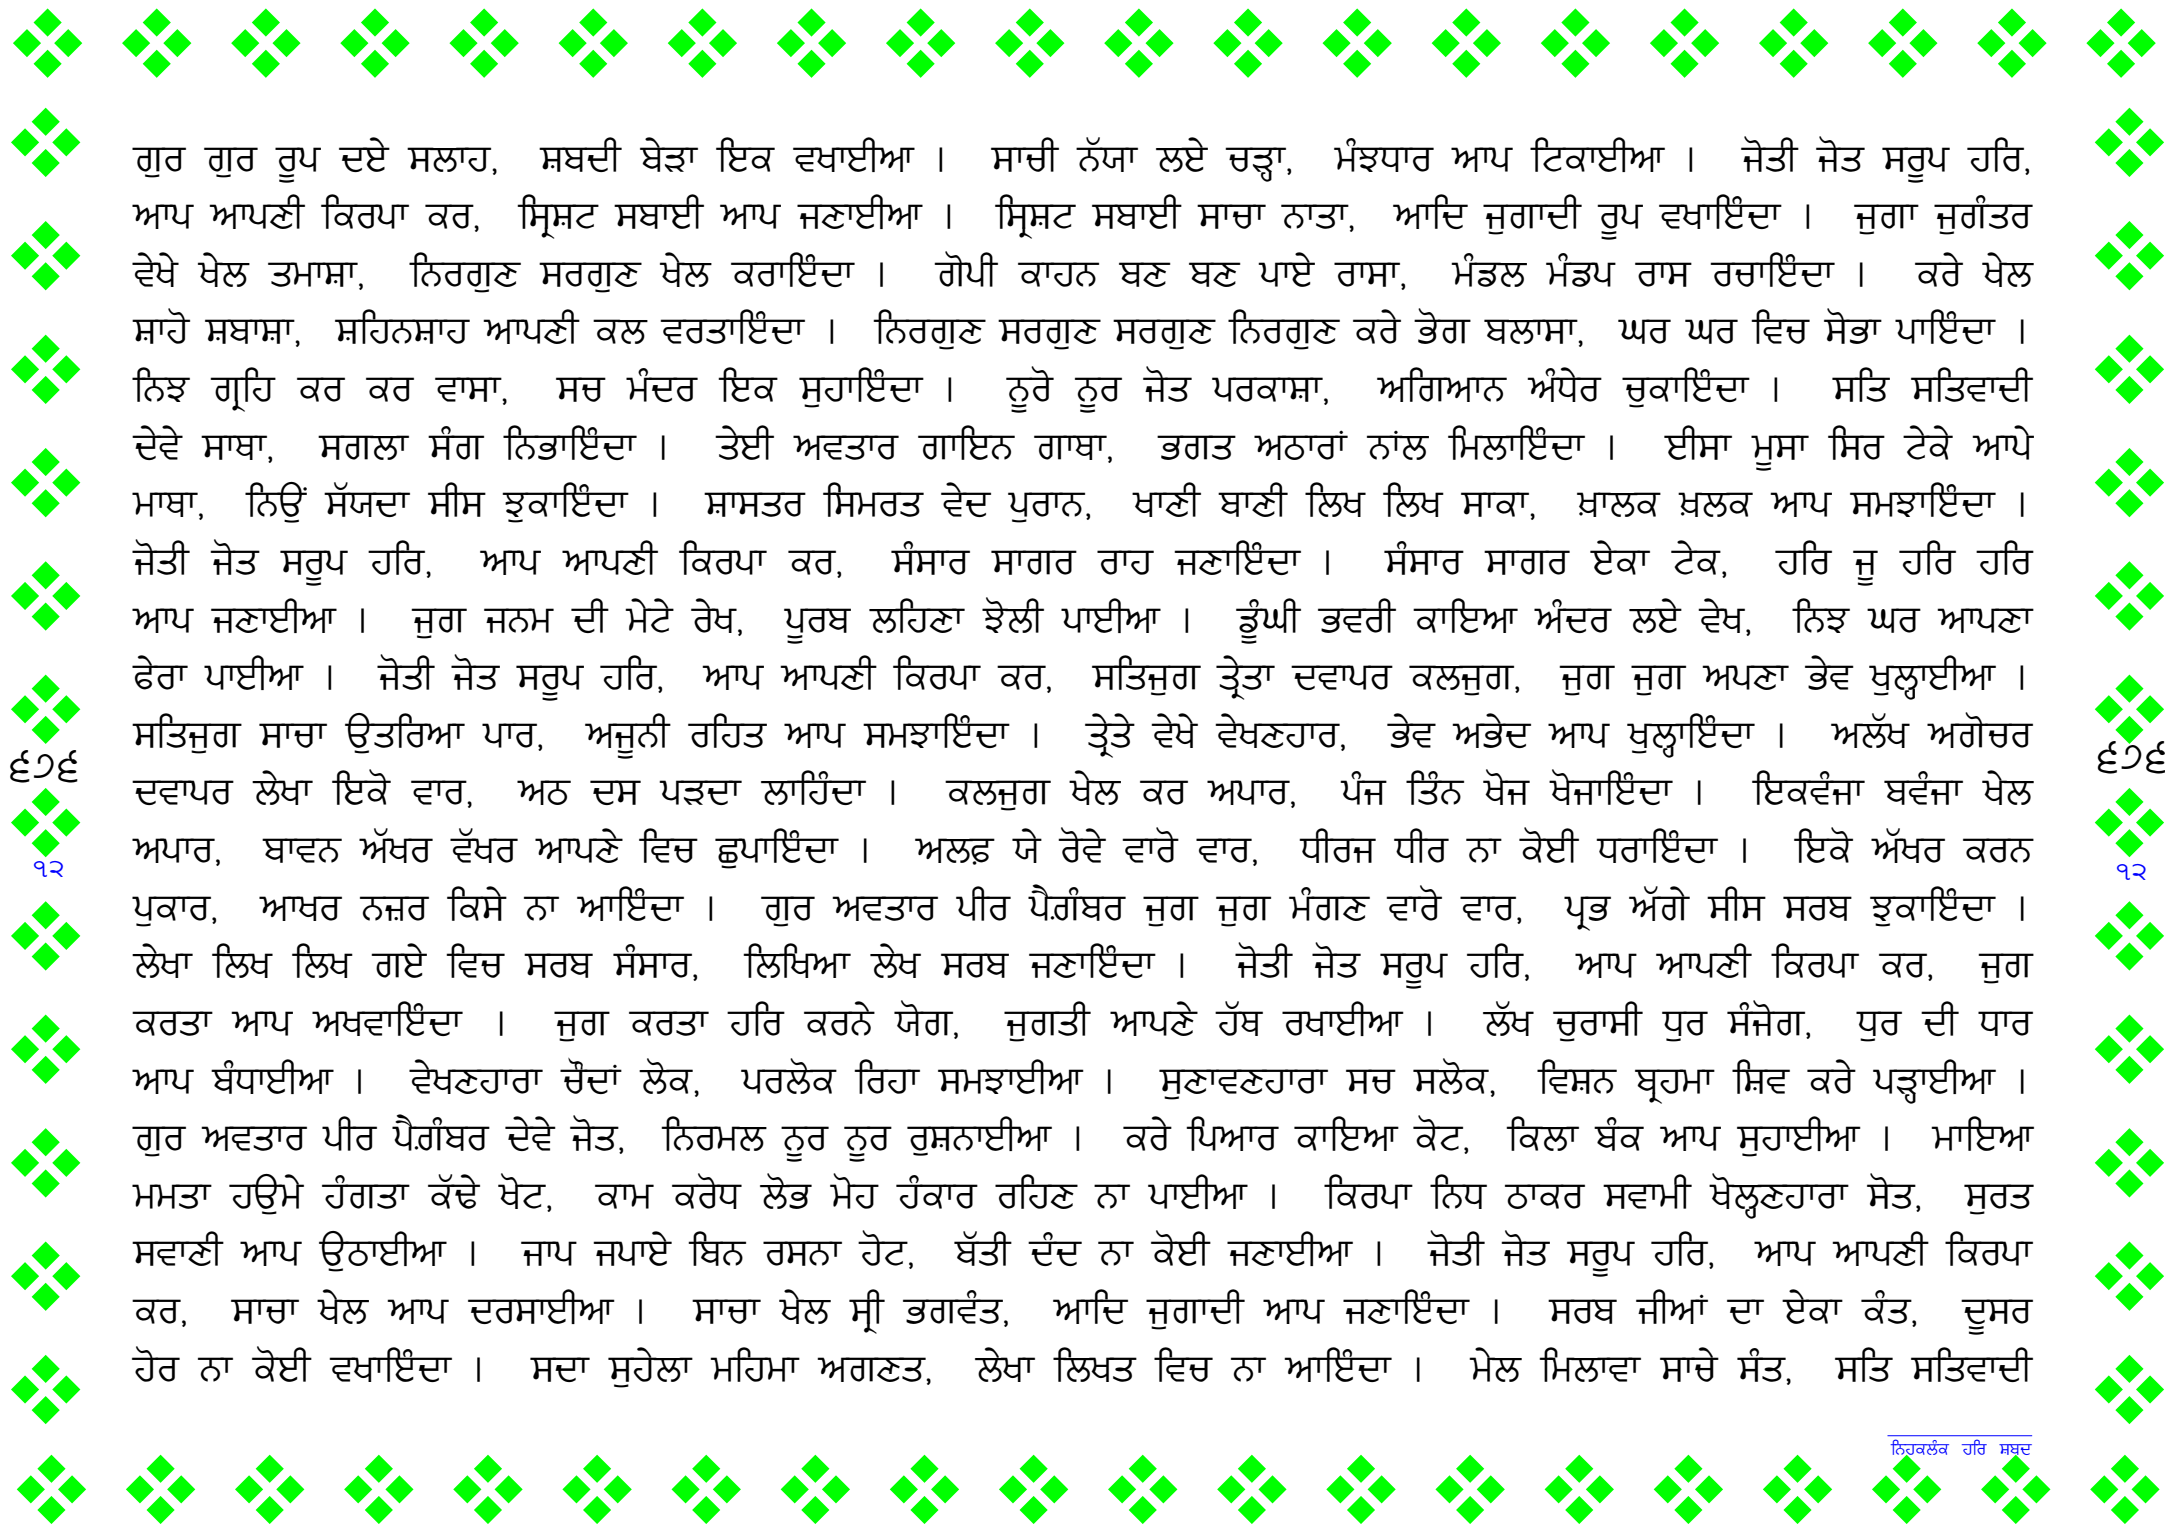 ਗੁਰ ਗੁਰ ਰੂਪ ਦਏ ਸਲਾਹ, ਸ਼ਬਦੀ ਬੇੜਾ ਇਕ ਵਖਾਈਆ । ਸਾਚੀ ਨੱਯਾ ਲਏ ਚੜ੍ਹਾ, ਮੰਝਧਾਰ ਆਪ ਟਿਕਾਈਆ । ਜੋਤੀ ਜੋਤ ਸਰੂਪ ਹਰਿ,
ਆਪ ਆਪਣੀ ਕਿਰਪਾ ਕਰ, ਸ੍ਰਿਸ਼ਟ ਸਬਾਈ ਆਪ ਜਣਾਈਆ । ਸ੍ਰਿਸ਼ਟ ਸਬਾਈ ਸਾਚਾ ਨਾਤਾ, ਆਦਿ ਜੁਗਾਦੀ ਰੂਪ ਵਖਾਇੰਦਾ । ਜੁਗਾ ਜੁਗੰਤਰ
ਵੇਖੇ ਖੇਲ ਤਮਾਸ਼ਾ, ਨਿਰਗੁਣ ਸਰਗੁਣ ਖੇਲ ਕਰਾਇੰਦਾ । ਗੋਪੀ ਕਾਹਨ ਬਣ ਬਣ ਪਾਏ ਰਾਸਾ, ਮੰਡਲ ਮੰਡਪ ਰਾਸ ਰਚਾਇੰਦਾ । ਕਰੇ ਖੇਲ
ਸ਼ਾਹੋ ਸ਼ਬਾਸ਼ਾ, ਸ਼ਹਿਨਸ਼ਾਹ ਆਪਣੀ ਕਲ ਵਰਤਾਇੰਦਾ । ਨਿਰਗੁਣ ਸਰਗੁਣ ਸਰਗੁਣ ਨਿਰਗੁਣ ਕਰੇ ਭੋਗ ਬਲਾਸਾ, ਘਰ ਘਰ ਵਿਚ ਸੋਭਾ ਪਾਇੰਦਾ ।
ਨਿਝ ਗ੍ਰਹਿ ਕਰ ਕਰ ਵਾਸਾ, ਸਚ ਮੰਦਰ ਇਕ ਸੁਹਾਇੰਦਾ । ਨੂਰੋ ਨੂਰ ਜੋਤ ਪਰਕਾਸ਼ਾ, ਅਗਿਆਨ ਅੰਧੇਰ ਚੁਕਾਇੰਦਾ । ਸਤਿ ਸਤਿਵਾਦੀ
ਦੇਵੇ ਸਾਥਾ, ਸਗਲਾ ਸੰਗ ਨਿਭਾਇੰਦਾ । ਤੇਈ ਅਵਤਾਰ ਗਾਇਨ ਗਾਥਾ, ਭਗਤ ਅਠਾਰਾਂ ਨਾਂਲ ਮਿਲਾਇੰਦਾ । ਈਸਾ ਮੂਸਾ ਸਿਰ ਟੇਕੇ ਆਪੇ
ਮਾਥਾ, ਨਿਉਂ ਸੱਯਦਾ ਸੀਸ ਝੁਕਾਇੰਦਾ । ਸ਼ਾਸਤਰ ਸਿਮਰਤ ਵੇਦ ਪੁਰਾਨ, ਖਾਣੀ ਬਾਣੀ ਲਿਖ ਲਿਖ ਸਾਕਾ, ਖ਼ਾਲਕ ਖ਼ਲਕ ਆਪ ਸਮਝਾਇੰਦਾ ।
ਜੋਤੀ ਜੋਤ ਸਰੂਪ ਹਰਿ, ਆਪ ਆਪਣੀ ਕਿਰਪਾ ਕਰ, ਸੰਸਾਰ ਸਾਗਰ ਰਾਹ ਜਣਾਇੰਦਾ । ਸੰਸਾਰ ਸਾਗਰ ਏਕਾ ਟੇਕ, ਹਰਿ ਜੂ ਹਰਿ ਹਰਿ
ਆਪ ਜਣਾਈਆ । ਜੁਗ ਜਨਮ ਦੀ ਮੇਟੇ ਰੇਖ, ਪੂਰਬ ਲਹਿਣਾ ਝੋਲੀ ਪਾਈਆ । ਡੂੰਘੀ ਭਵਰੀ ਕਾਇਆ ਅੰਦਰ ਲਏ ਵੇਖ, ਨਿਝ ਘਰ ਆਪਣਾ
ਫੇਰਾ ਪਾਈਆ । ਜੋਤੀ ਜੋਤ ਸਰੂਪ ਹਰਿ, ਆਪ ਆਪਣੀ ਕਿਰਪਾ ਕਰ, ਸਤਿਜੁਗ ਤ੍ਰੇਤਾ ਦਵਾਪਰ ਕਲਜੁਗ, ਜੁਗ ਜੁਗ ਅਪਣਾ ਭੇਵ ਖੁਲ੍ਹਾਈਆ ।
ਸਤਿਜੁਗ ਸਾਚਾ ਉਤਰਿਆ ਪਾਰ, ਅਜੂਨੀ ਰਹਿਤ ਆਪ ਸਮਝਾਇੰਦਾ । ਤ੍ਰੇਤੇ ਵੇਖੇ ਵੇਖਣਹਾਰ, ਭੇਵ ਅਭੇਦ ਆਪ ਖੁਲ੍ਹਾਇੰਦਾ । ਅਲੱਖ ਅਗੋਚਰ
੬੭੬ ੬੭੬
ਦਵਾਪਰ ਲੇਖਾ ਇਕੋ ਵਾਰ, ਅਠ ਦਸ ਪੜਦਾ ਲਾਹਿੰਦਾ । ਕਲਜੁਗ ਖੇਲ ਕਰ ਅਪਾਰ, ਪੰਜ ਤਿੰਨ ਖੋਜ ਖੋਜਾਇੰਦਾ । ਇਕਵੰਜਾ ਬਵੰਜਾ ਖੇਲ
ਅਪਾਰ, ਬਾਵਨ ਅੱਖਰ ਵੱਖਰ ਆਪਣੇ ਵਿਚ ਛੁਪਾਇੰਦਾ । ਅਲਫ਼ ਯੇ ਰੋਵੇ ਵਾਰੋ ਵਾਰ, ਧੀਰਜ ਧੀਰ ਨਾ ਕੋਈ ਧਰਾਇੰਦਾ । ਇਕੋ ਅੱਖਰ ਕਰਨ
੧੨ ੧੨
ਪੁਕਾਰ, ਆਖਰ ਨਜ਼ਰ ਕਿਸੇ ਨਾ ਆਇੰਦਾ । ਗੁਰ ਅਵਤਾਰ ਪੀਰ ਪੈਗ਼ੰਬਰ ਜੁਗ ਜੁਗ ਮੰਗਣ ਵਾਰੋ ਵਾਰ, ਪ੍ਰਭ ਅੱਗੇ ਸੀਸ ਸਰਬ ਝੁਕਾਇੰਦਾ ।
ਲੇਖਾ ਲਿਖ ਲਿਖ ਗਏ ਵਿਚ ਸਰਬ ਸੰਸਾਰ, ਲਿਖਿਆ ਲੇਖ ਸਰਬ ਜਣਾਇੰਦਾ । ਜੋਤੀ ਜੋਤ ਸਰੂਪ ਹਰਿ, ਆਪ ਆਪਣੀ ਕਿਰਪਾ ਕਰ, ਜੁਗ
ਕਰਤਾ ਆਪ ਅਖਵਾਇੰਦਾ । ਜੁਗ ਕਰਤਾ ਹਰਿ ਕਰਨੇ ਯੋਗ, ਜੁਗਤੀ ਆਪਣੇ ਹੱਥ ਰਖਾਈਆ । ਲੱਖ ਚੁਰਾਸੀ ਧੁਰ ਸੰਜੋਗ, ਧੁਰ ਦੀ ਧਾਰ
ਆਪ ਬੰਧਾਈਆ । ਵੇਖਣਹਾਰਾ ਚੌਦਾਂ ਲੋਕ, ਪਰਲੋਕ ਰਿਹਾ ਸਮਝਾਈਆ । ਸੁਣਾਵਣਹਾਰਾ ਸਚ ਸਲੋਕ, ਵਿਸ਼ਨ ਬ੍ਰਹਮਾ ਸ਼ਿਵ ਕਰੇ ਪੜ੍ਹਾਈਆ ।
ਗੁਰ ਅਵਤਾਰ ਪੀਰ ਪੈਗ਼ੰਬਰ ਦੇਵੇ ਜੋਤ, ਨਿਰਮਲ ਨੂਰ ਨੂਰ ਰੁਸ਼ਨਾਈਆ । ਕਰੇ ਪਿਆਰ ਕਾਇਆ ਕੋਟ, ਕਿਲਾ ਬੰਕ ਆਪ ਸੁਹਾਈਆ । ਮਾਇਆ
ਮਮਤਾ ਹਉਮੇ ਹੰਗਤਾ ਕੱਢੇ ਖੋਟ, ਕਾਮ ਕਰੋਧ ਲੋਭ ਮੋਹ ਹੰਕਾਰ ਰਹਿਣ ਨਾ ਪਾਈਆ । ਕਿਰਪਾ ਨਿਧ ਠਾਕਰ ਸਵਾਮੀ ਖੋਲ੍ਹਣਹਾਰਾ ਸੋਤ, ਸੁਰਤ
ਸਵਾਣੀ ਆਪ ਉਠਾਈਆ । ਜਾਪ ਜਪਾਏ ਬਿਨ ਰਸਨਾ ਹੋਟ, ਬੱਤੀ ਦੰਦ ਨਾ ਕੋਈ ਜਣਾਈਆ । ਜੋਤੀ ਜੋਤ ਸਰੂਪ ਹਰਿ, ਆਪ ਆਪਣੀ ਕਿਰਪਾ
ਕਰ, ਸਾਚਾ ਖੇਲ ਆਪ ਦਰਸਾਈਆ । ਸਾਚਾ ਖੇਲ ਸ੍ਰੀ ਭਗਵੰਤ, ਆਦਿ ਜੁਗਾਦੀ ਆਪ ਜਣਾਇੰਦਾ । ਸਰਬ ਜੀਆਂ ਦਾ ਏਕਾ ਕੰਤ, ਦੂਸਰ
ਹੋਰ ਨਾ ਕੋਈ ਵਖਾਇੰਦਾ । ਸਦਾ ਸੁਹੇਲਾ ਮਹਿਮਾ ਅਗਣਤ, ਲੇਖਾ ਲਿਖਤ ਵਿਚ ਨਾ ਆਇੰਦਾ । ਮੇਲ ਮਿਲਾਵਾ ਸਾਚੇ ਸੰਤ, ਸਤਿ ਸਤਿਵਾਦੀ
ਨਿਹਕਲੰਕ ਹਰਿ ਸ਼ਬਦ